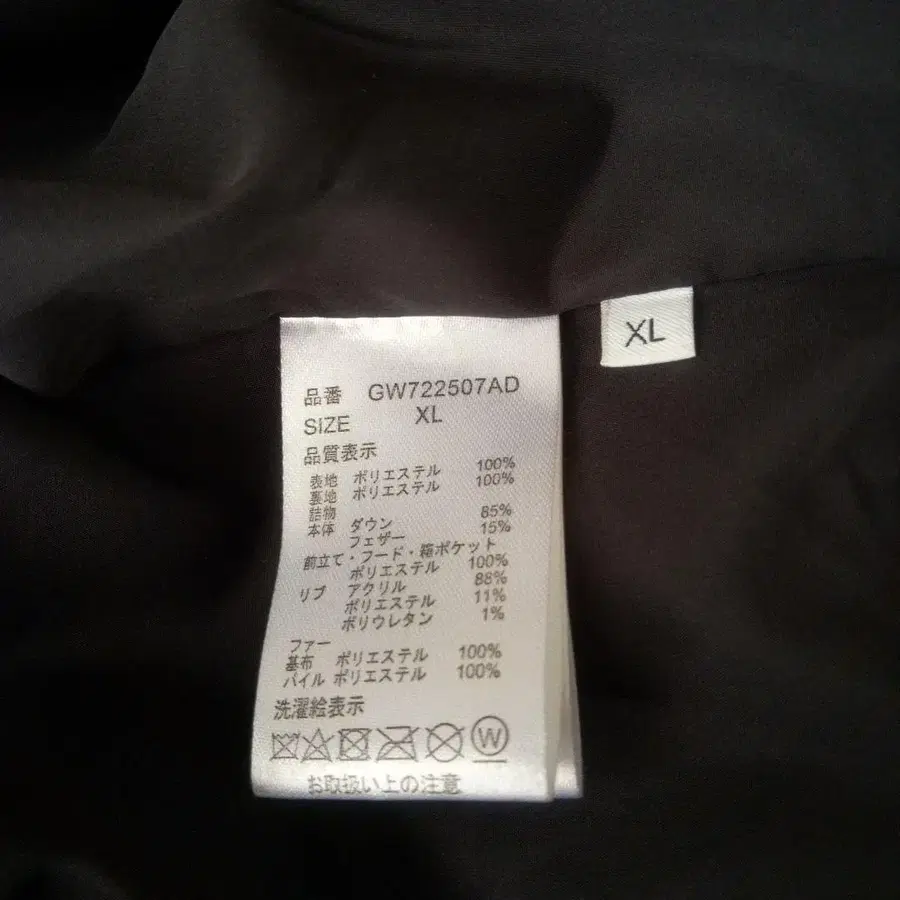 品番 GW722507AD
SIZE XL
品質表示
表地 ポリエステル 100%
裏地 ポリエステル 100%
詰物
本体 ダウン 85%
フェザー 15%
前立て・フード・箱ポケット
ポリエステル 100%
リブ アクリル 88%
ポリエステル 11%
ポリウレタン 1%
ファー
基布 ポリエステル 100%
パイル ポリエステル 100%
洗濯絵表示
W
お取扱い上の注意
XL